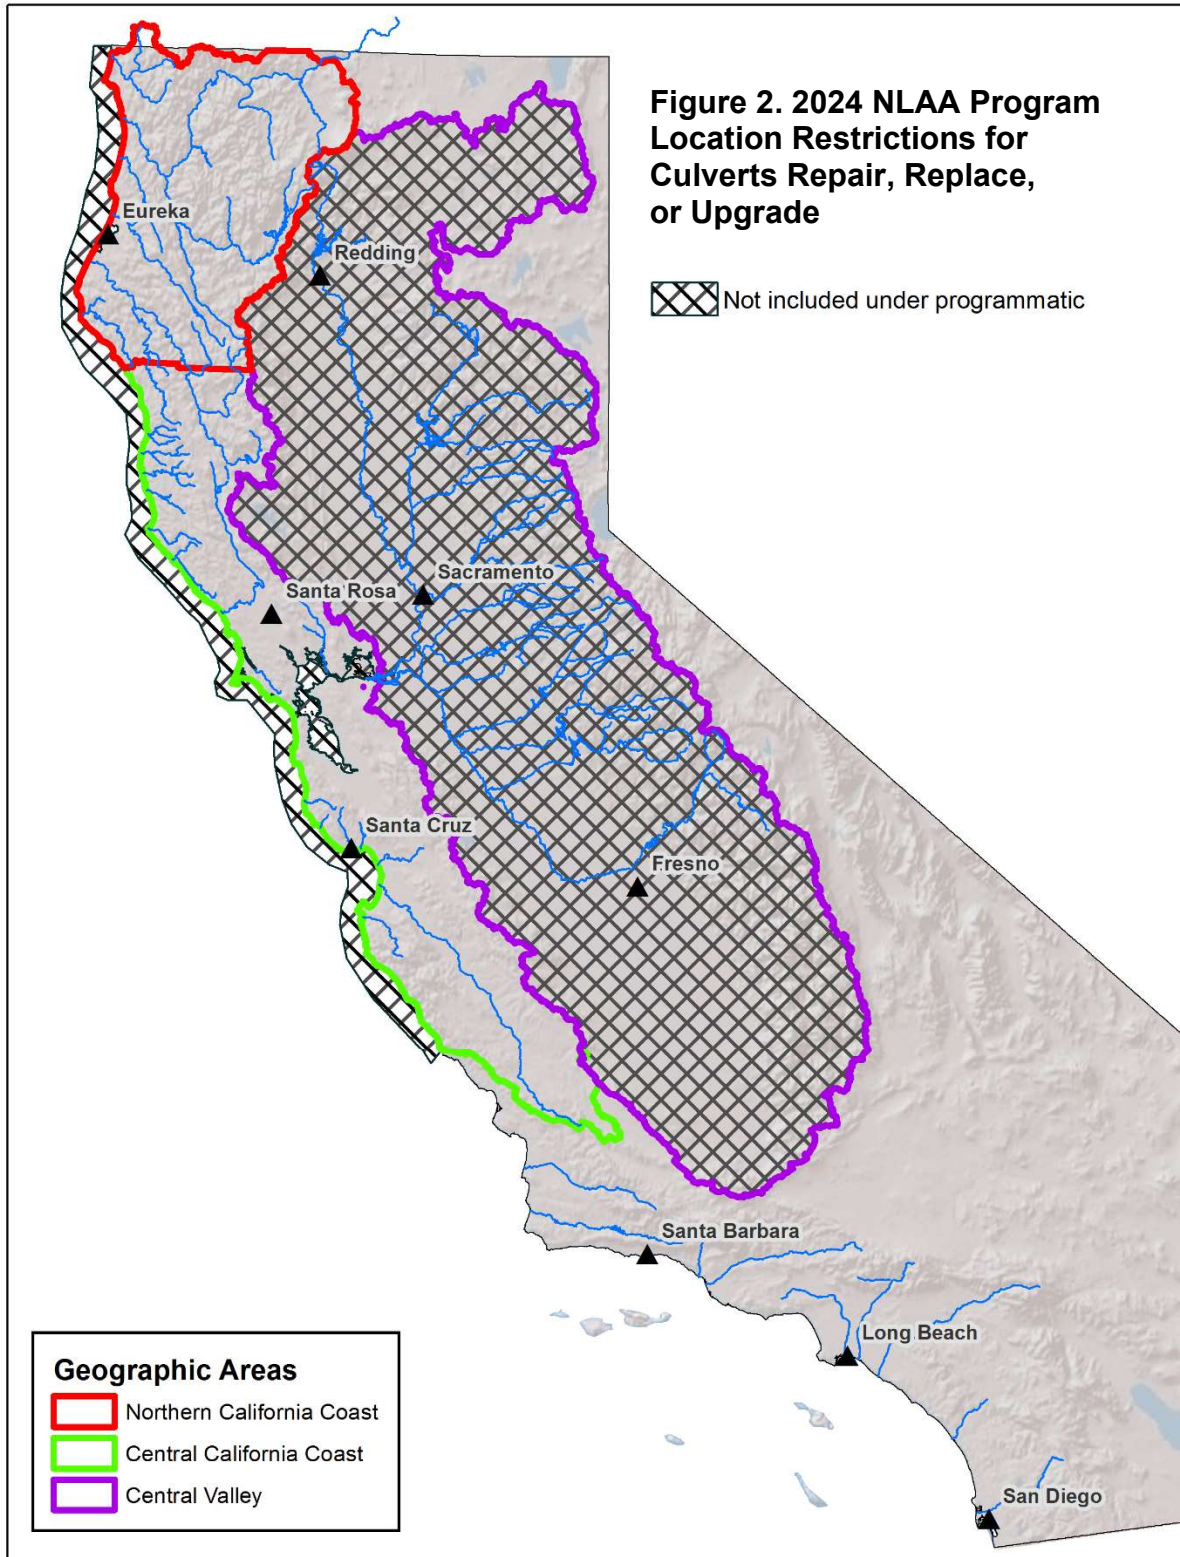 Figure 2. 2024 NLAA Program
Location Restrictions for
Culverts Repair, Replace,
or Upgrade
Not included under programmatic
Eureka
Redding
Sacramento
Santa Rosa
Santa Cruz
Fresno
Santa Barbara
Long Beach
San Diego
Geographic Areas
Northern California Coast
Central California Coast
Central Valley